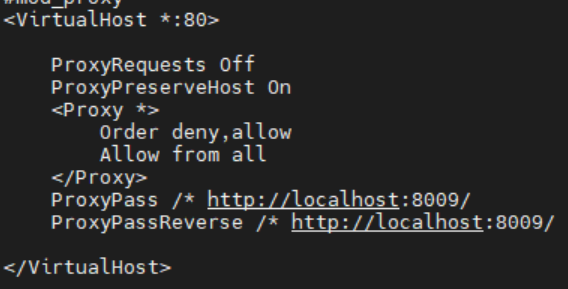 #mod_proxy
<VirtualHost *:80>
ProxyRequests Off
ProxyPreserveHost On
<Proxy *>
Order deny,allow
Allow from all
</Proxy>
ProxyPass /* http://localhost:8009/
ProxyPassReverse /* http://localhost:8009/
</VirtualHost>